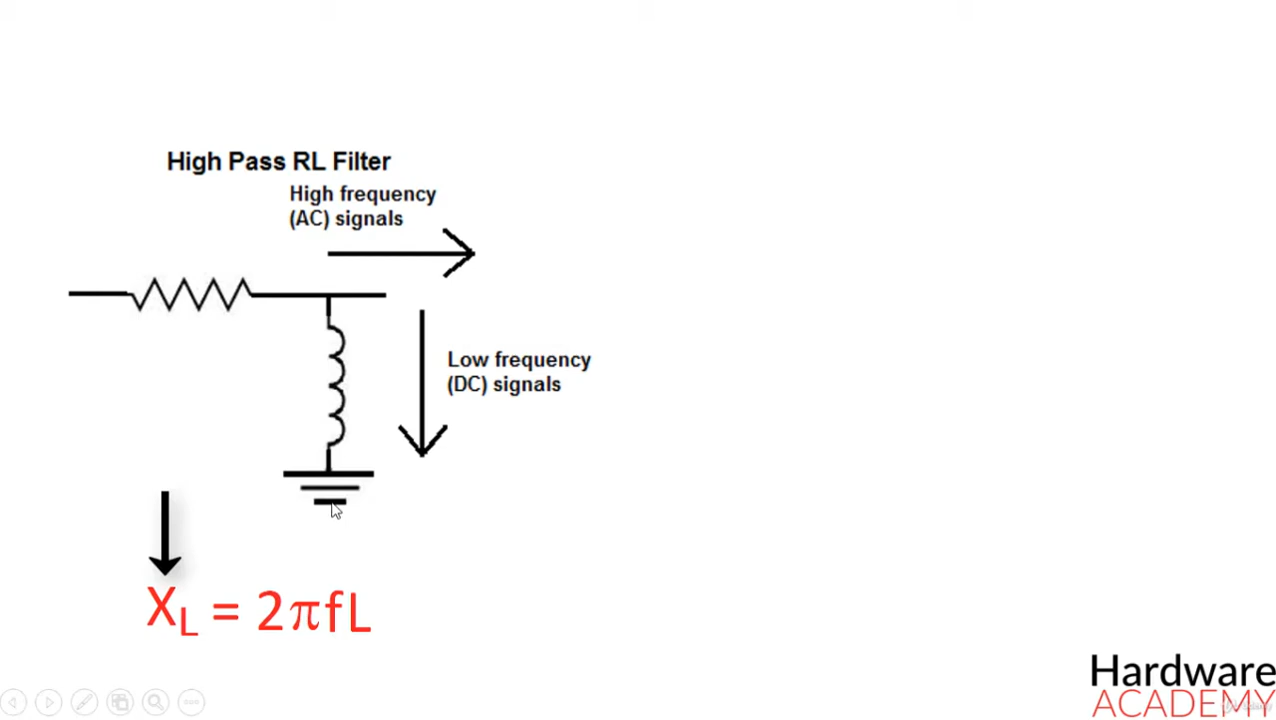 High Pass RL Filter
High frequency
(AC) signals
Low frequency
(DC) signals
XL = 2πfL
Hardware
ACADEMY